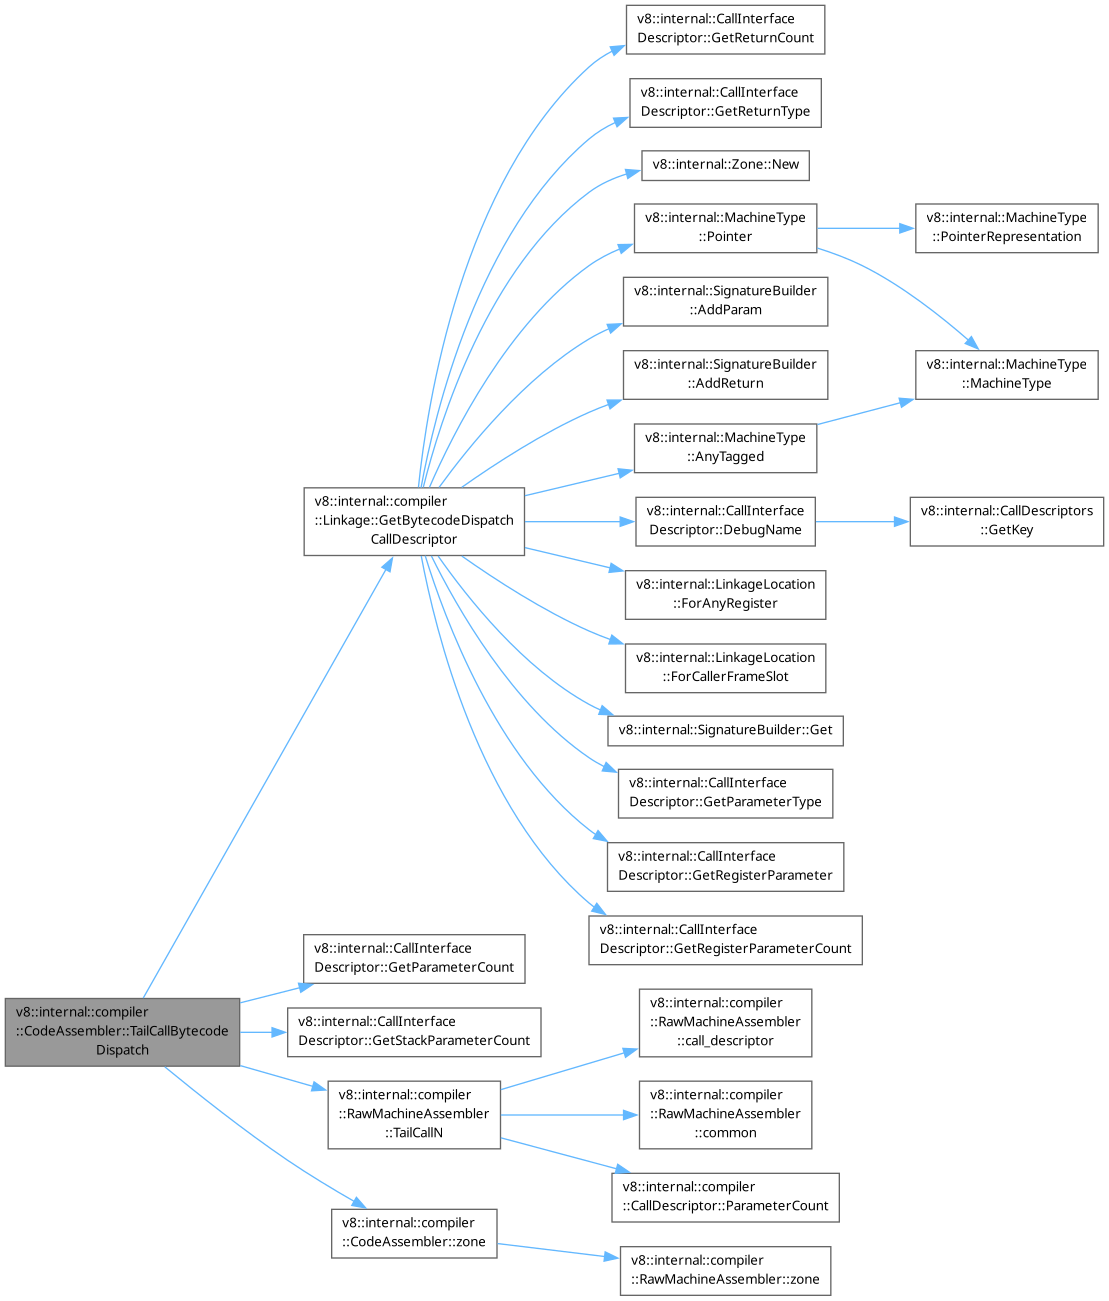 v8::internal::CallInterface
Descriptor::GetReturnCount
v8::internal::CallInterface
Descriptor::GetReturnType
v8::internal::Zone::New
v8::internal::MachineType
::Pointer
v8::internal::MachineType
::PointerRepresentation
v8::internal::SignatureBuilder
::AddParam
v8::internal::SignatureBuilder
::AddReturn
v8::internal::MachineType
::MachineType
v8::internal::MachineType
::AnyTagged
v8::internal::compiler
::Linkage::GetBytecodeDispatch
CallDescriptor
v8::internal::CallInterface
Descriptor::DebugName
v8::internal::CallDescriptors
::GetKey
v8::internal::LinkageLocation
::ForAnyRegister
v8::internal::LinkageLocation
::ForCallerFrameSlot
v8::internal::SignatureBuilder::Get
v8::internal::CallInterface
Descriptor::GetParameterType
v8::internal::CallInterface
Descriptor::GetRegisterParameter
v8::internal::CallInterface
Descriptor::GetRegisterParameterCount
v8::internal::CallInterface
Descriptor::GetParameterCount
v8::internal::compiler
::CodeAssembler::TailCallBytecode
Dispatch
v8::internal::CallInterface
Descriptor::GetStackParameterCount
v8::internal::compiler
::RawMachineAssembler
::call_descriptor
v8::internal::compiler
::RawMachineAssembler
::TailCallN
v8::internal::compiler
::RawMachineAssembler
::common
v8::internal::compiler
::CallDescriptor::ParameterCount
v8::internal::compiler
::CodeAssembler::zone
v8::internal::compiler
::RawMachineAssembler::zone